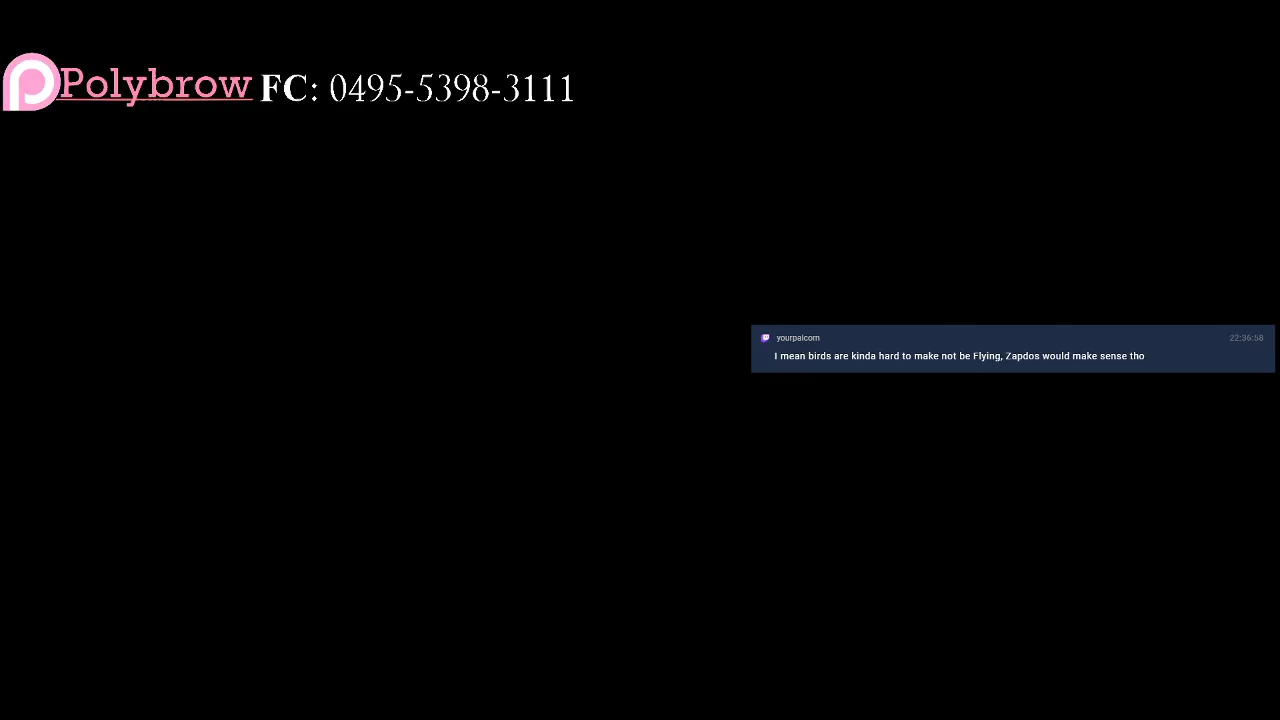 Polybrow FC: 0495-5398-3111
yourpalcorn 22:36:58
I mean birds are kinda hard to make not be Flying, Zapdos would make sense tho